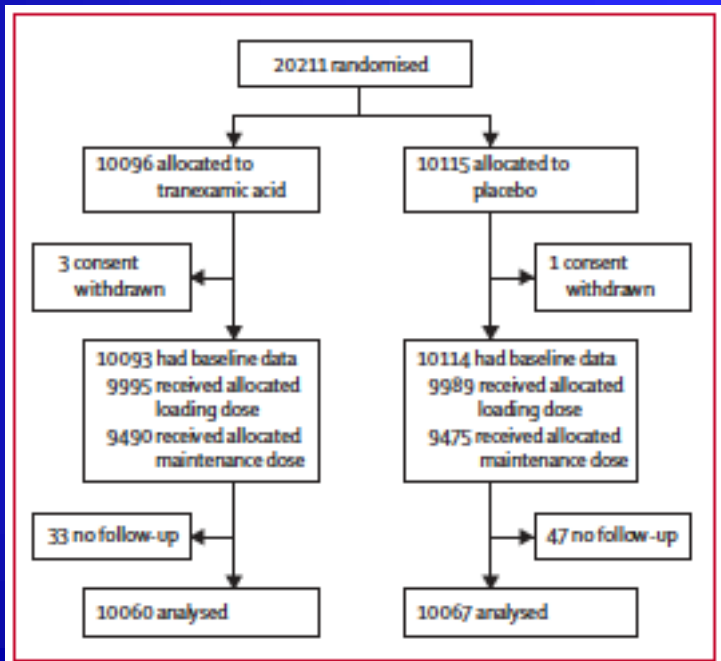 20211 randomised
10096 allocated to
tranexamic acid
10115 allocated to
placebo
3 consent
withdrawn
1 consent
withdrawn
10093 had baseline data
9995 received allocated
loading dose
9490 received allocated
maintenance dose
10114 had baseline data
9989 received allocated
loading dose
9475 received allocated
maintenance dose
33 no follow-up
47 no follow-up
10060 analysed
10067 analysed